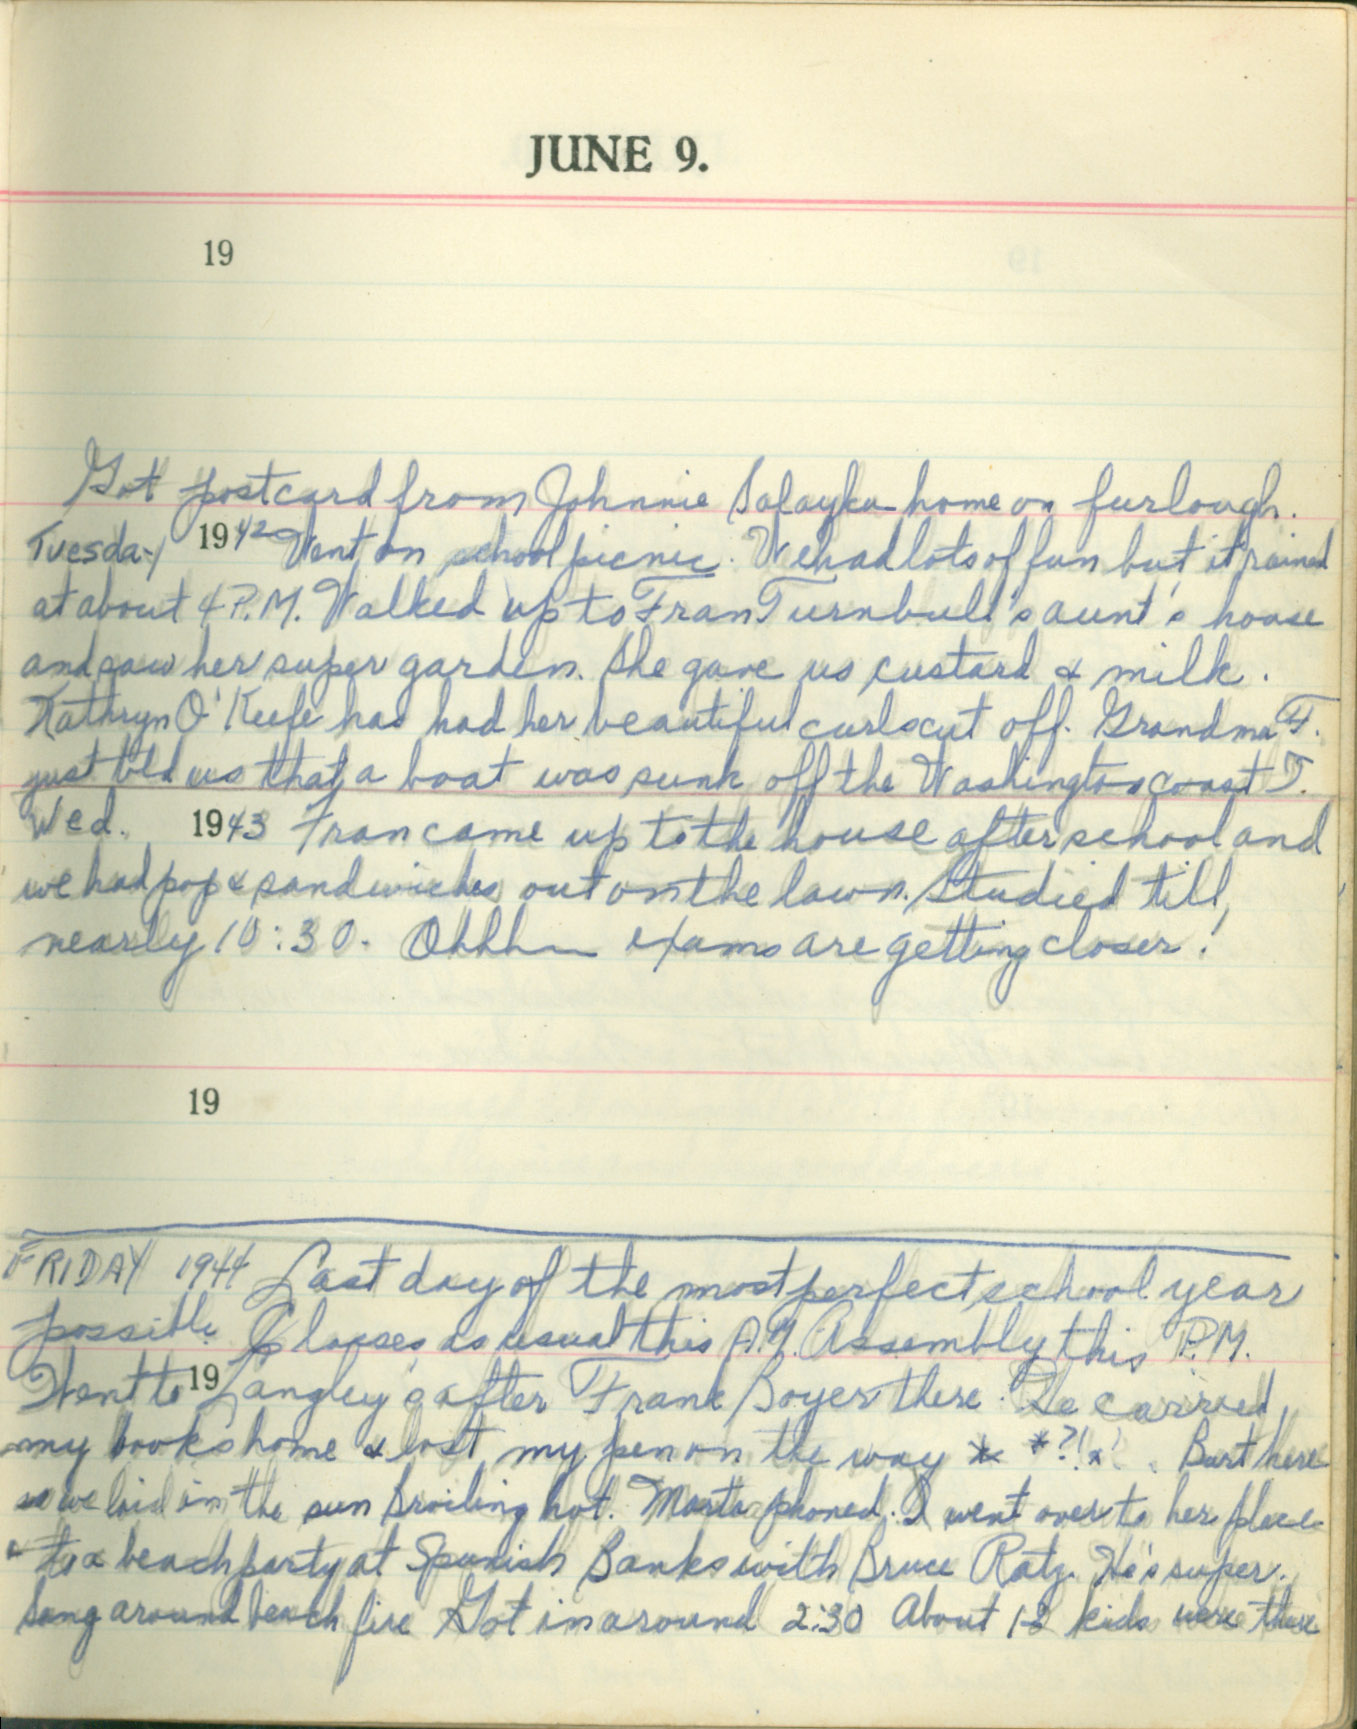 JUNE 9.
19
Got postcard from Johnnie home on furlough.
Tuesday 1942 Went on school picnic. We had lots of fun but it rained
at about 4 P.M. Walked up to Fran Turnbull's aunt's house
and saw her super garden. She gave us custard & milk.
Kathryn O'Keefe has had her beautiful curls cut off. Grandma F.
just told us that a boat was sunk off the Washington coast T.
Wed. 1943 Fran came up to the house after school and
we had pop & sandwiches out on the lawn. Studied till
nearly 10:30. Ohhhh exams are getting closer!
19
FRIDAY 1944 Last day of the most perfect school year
possible. Classes as usual this A.M. Assembly this P.M.
Went to 19 Langley's after Frank Boyer there. He carried
my books home & lost my pen on the way * *?!*! . Burt here
so we laid in the sun broiling hot. phoned. I went over to her place
& to a beach party at Spanish Banks with Bruce Ratz. He's super.
Sang around beach fire Got in around 2:30 About 12 kids were there